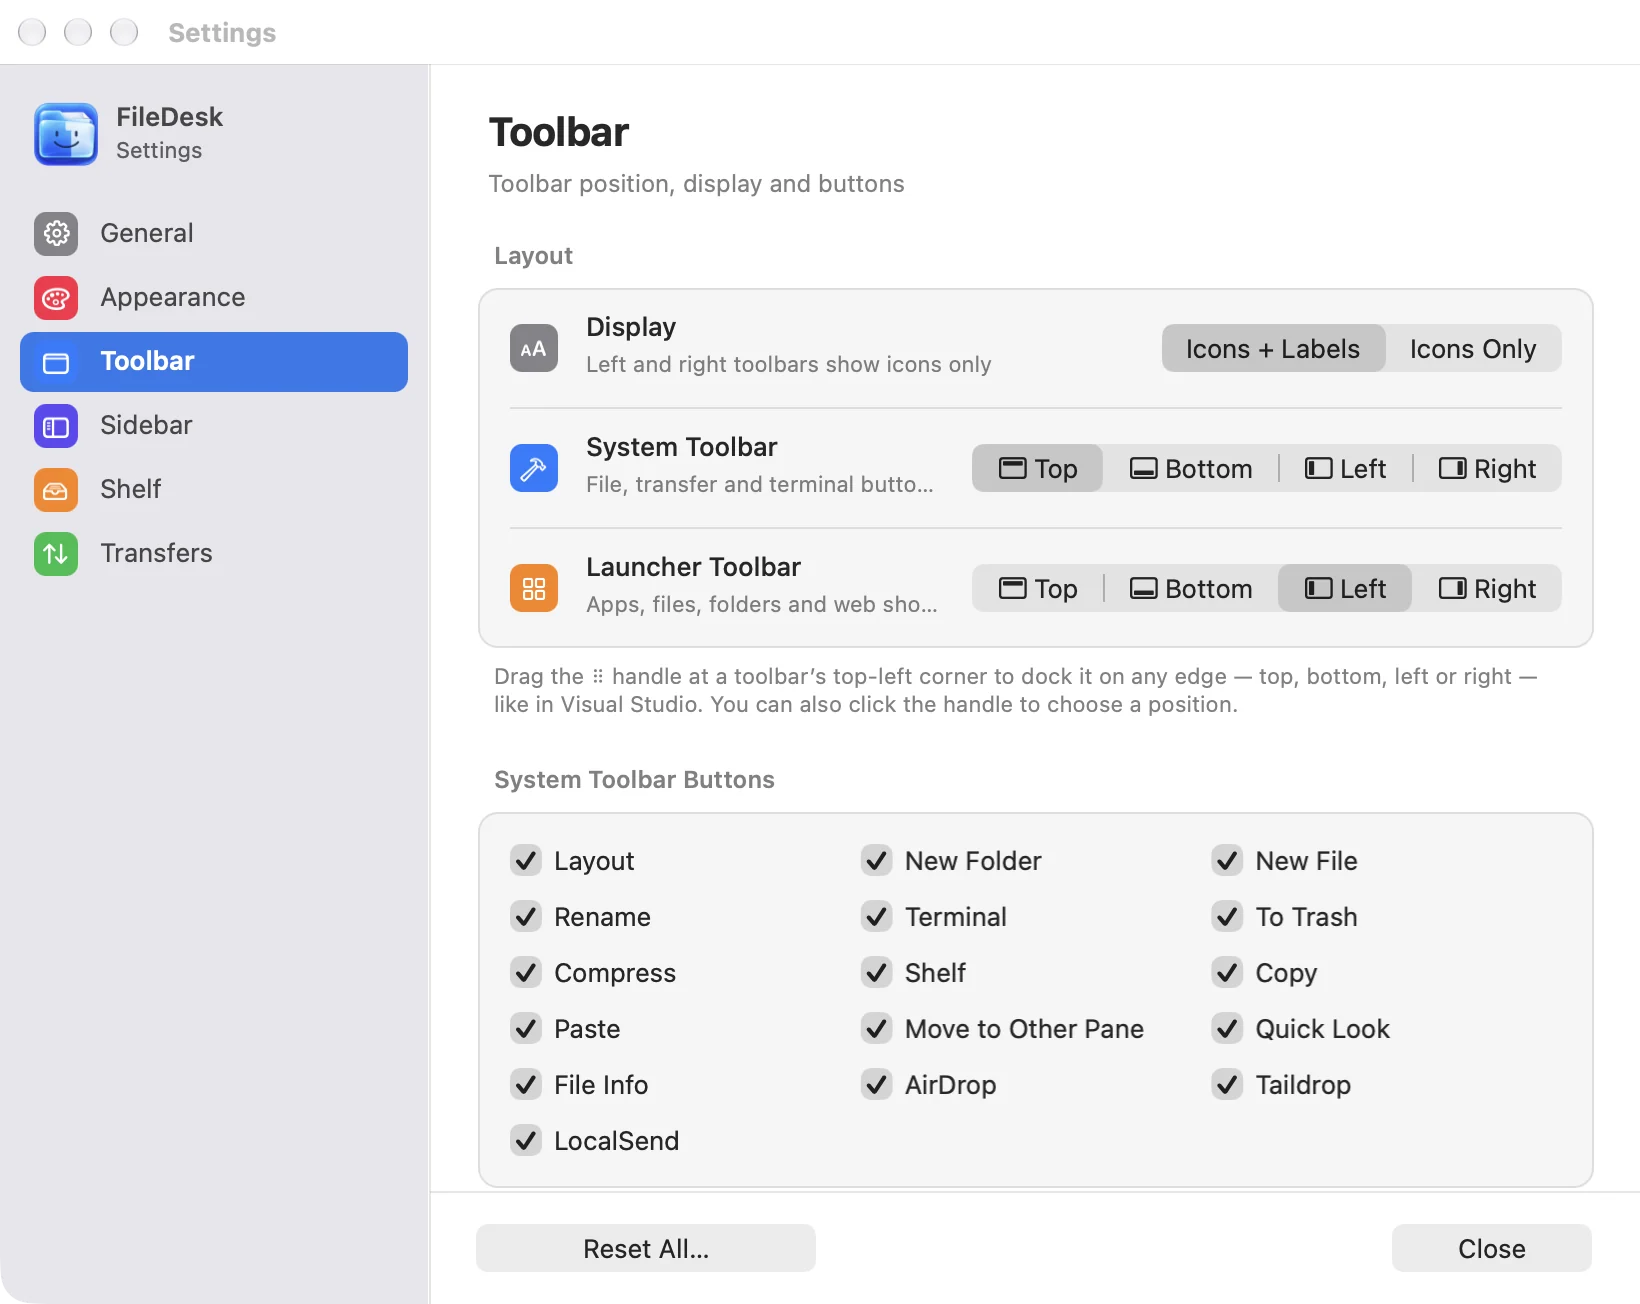 Settings
FileDesk
Settings
General
Appearance
Toolbar
Sidebar
Shelf
Transfers
Toolbar
Toolbar position, display and buttons
Layout
AA
Display
Left and right toolbars show icons only
Icons + Labels
Icons Only
System Toolbar
File, transfer and terminal butto...
Top
Bottom
Left
Right
Launcher Toolbar
Apps, files, folders and web sho...
Top
Bottom
Left
Right
Drag the ⠿ handle at a toolbar’s top-left corner to dock it on any edge — top, bottom, left or right —
like in Visual Studio. You can also click the handle to choose a position.
System Toolbar Buttons
Layout
New Folder
New File
Rename
Terminal
To Trash
Compress
Shelf
Copy
Paste
Move to Other Pane
Quick Look
File Info
AirDrop
Taildrop
LocalSend
Reset All...
Close